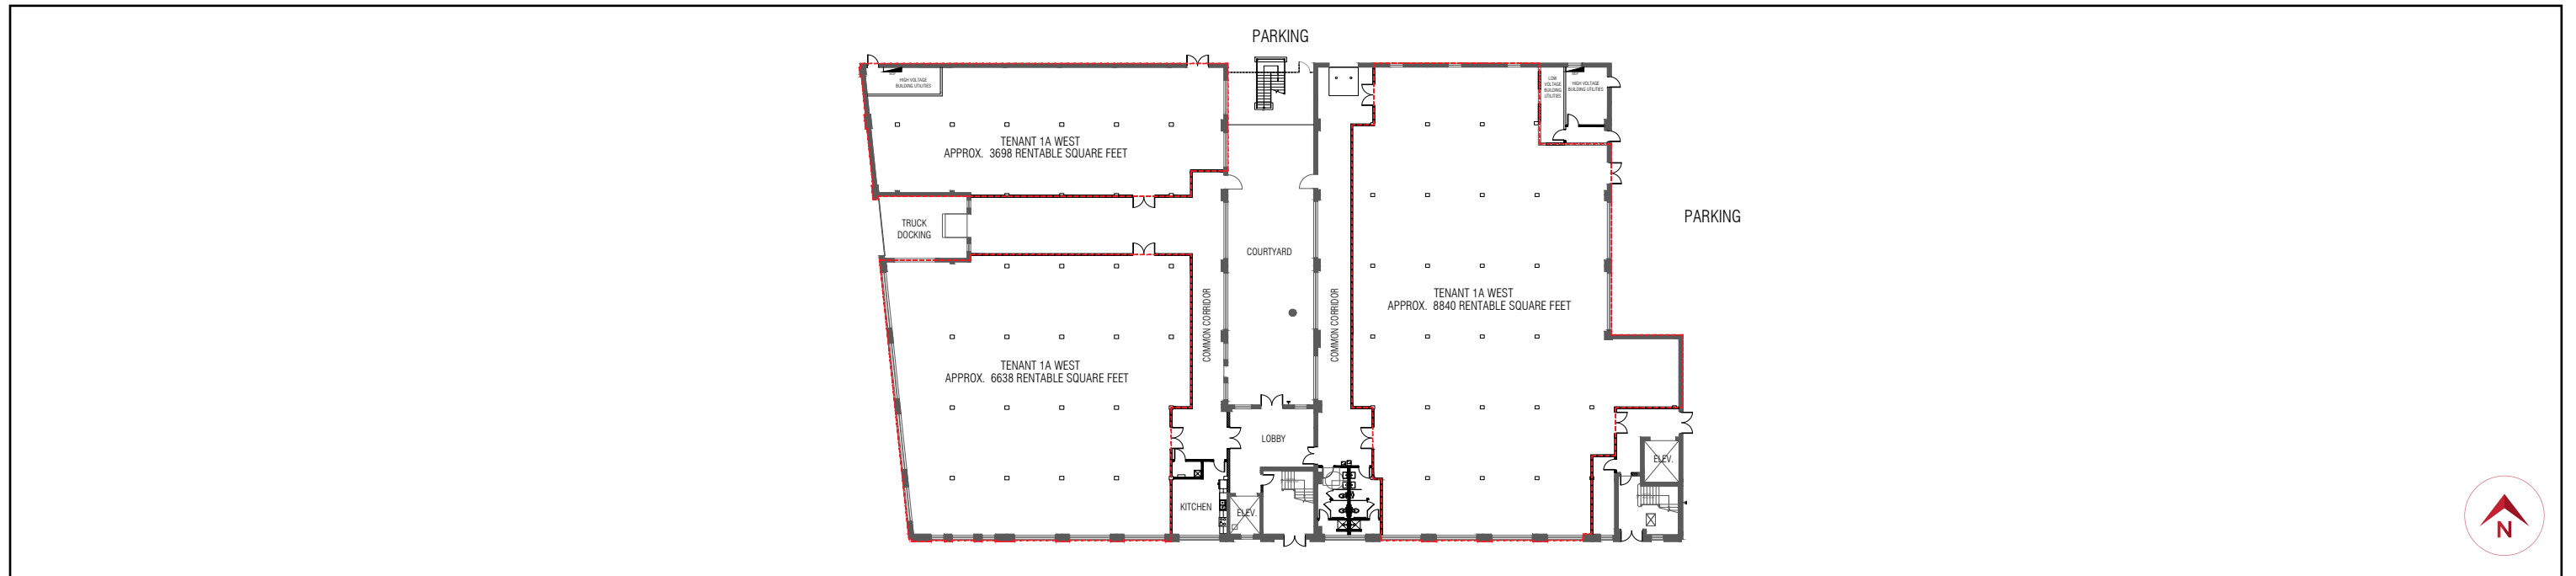 PARKING
HIGH VOLTAGE
BUILDING UTILITIES
LOW
VOLTAGE
BUILDING
UTILITIES
HIGH VOLTAGE
BUILDING UTILITIES
TENANT 1A WEST
APPROX. 3698 RENTABLE SQUARE FEET
PARKING
TRUCK
DOCKING
COURTYARD
TENANT 1A WEST
APPROX. 8840 RENTABLE SQUARE FEET
COMMON CORRIDOR
COMMON CORRIDOR
TENANT 1A WEST
APPROX. 6638 RENTABLE SQUARE FEET
LOBBY
ELEV.
KITCHEN
ELEV.
N